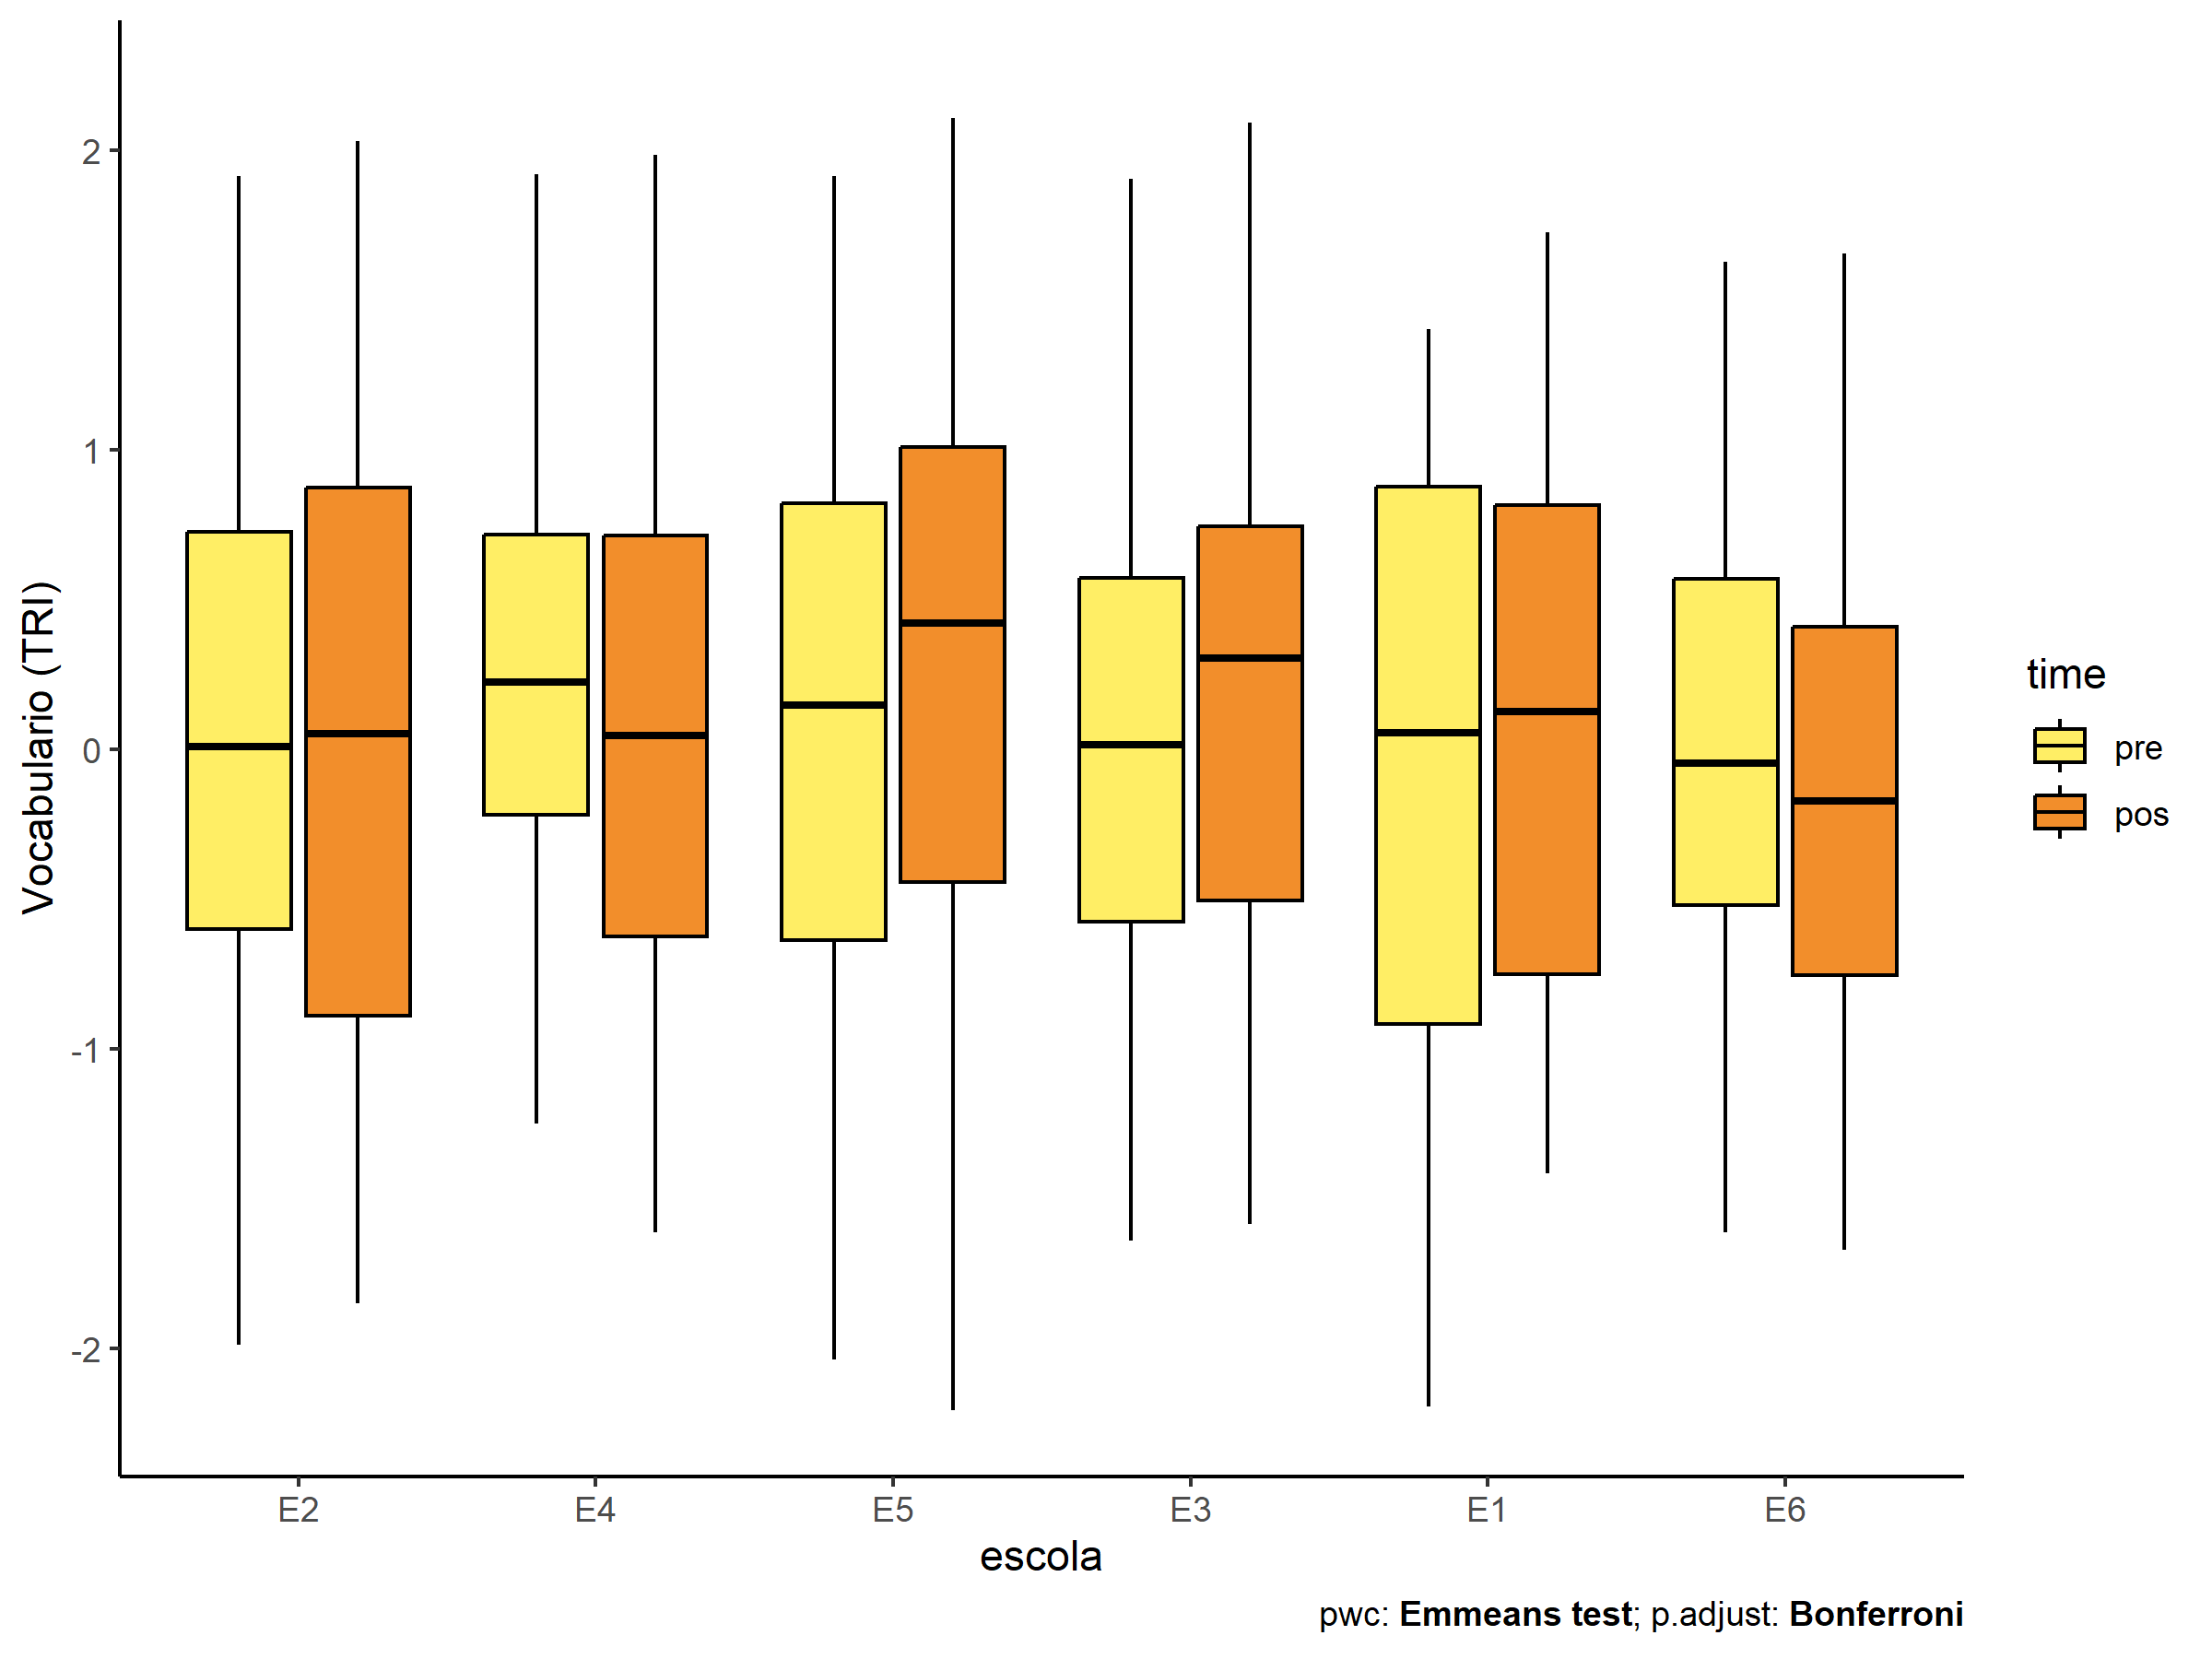 Vocabulario (TRI)
2
1
0
-1
-2
E2 E4 E5 E3 E1 E6
escola
time
pre
pos
pwc: Emmeans test; p.adjust: Bonferroni